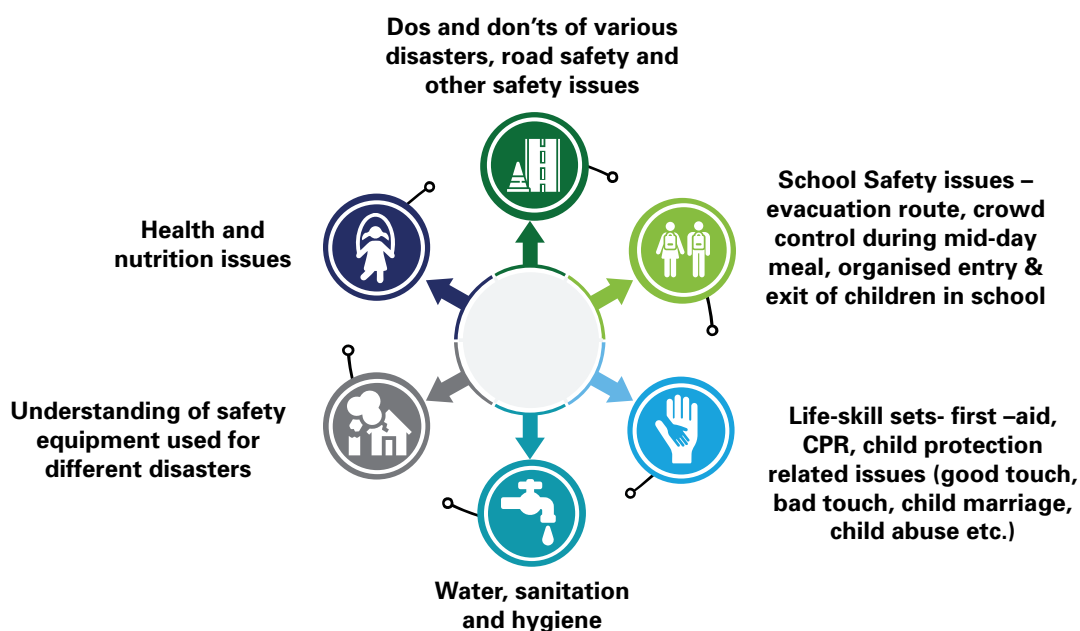 Dos and don’ts of various
disasters, road safety and
other safety issues
School Safety issues –
evacuation route, crowd
control during mid-day
meal, organised entry &
exit of children in school
Health and
nutrition issues
Understanding of safety
equipment used for
different disasters
Life-skill sets- first –aid,
CPR, child protection
related issues (good touch,
bad touch, child marriage,
child abuse etc.)
Water, sanitation
and hygiene